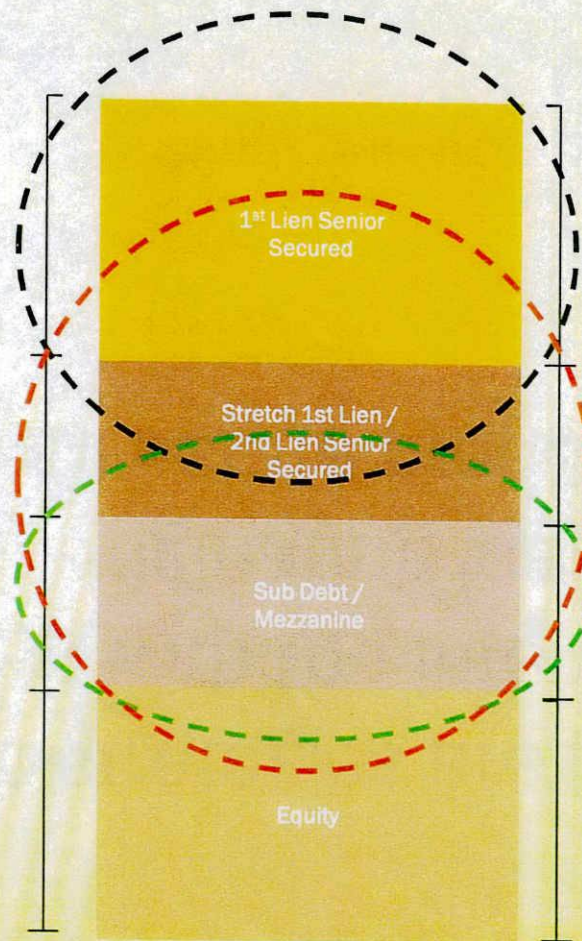 1st Lien Senior
Secured
Stretch 1st Lien /
2nd Lien Senior
Secured
Sub Debt /
Mezzanine
Equity